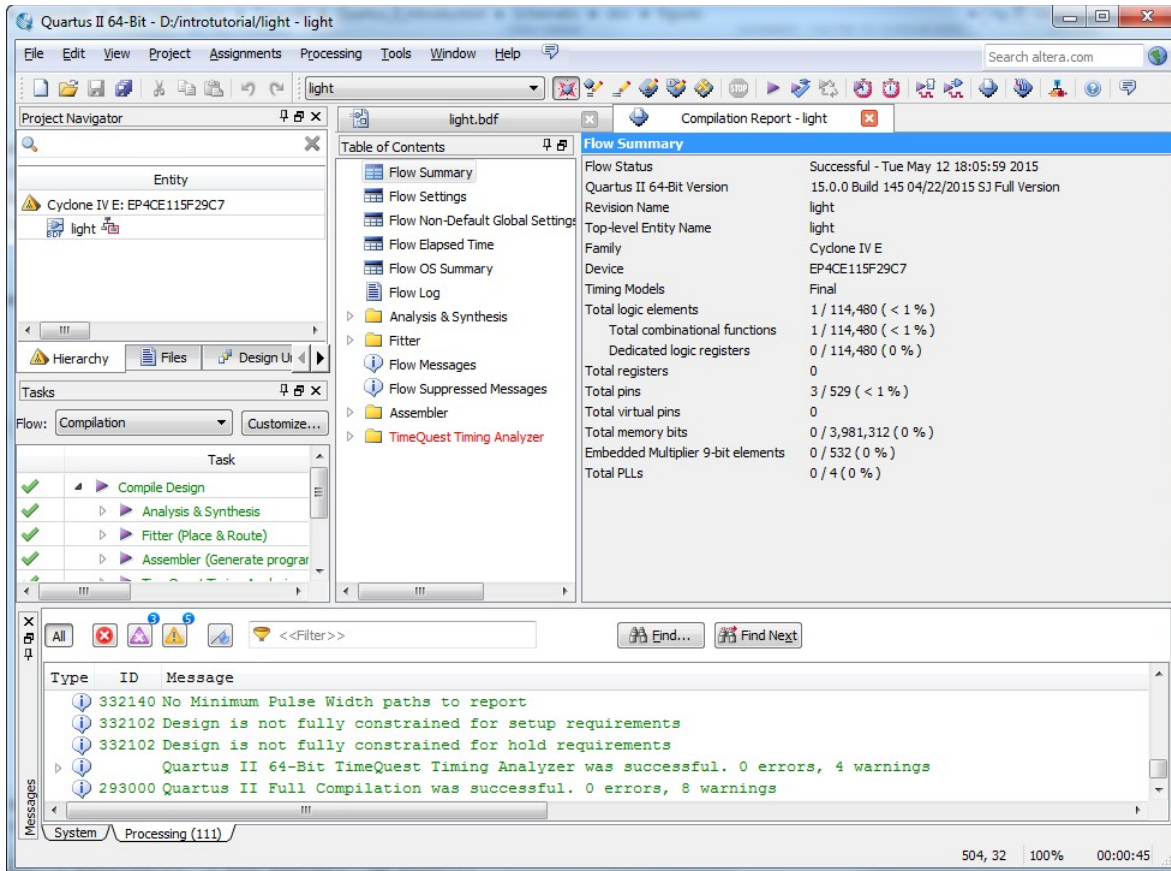 Quartus II 64-Bit - D:/introtutorial/light - light
File Edit View Project Assignments Processing Tools Window Help
Search altera.com
light
STOP
Project Navigator
Entity
Cyclone IV E: EP4CE115F29C7
BDF light
Hierarchy Files Design
Tasks
Flow: Compilation Customize...
Task
Compile Design
Analysis & Synthesis
Fitter (Place & Route)
Assembler (Generate prograr
light.bdf
Compilation Report - light
Table of Contents
Flow Summary
Flow Settings
Flow Non-Default Global Settings
Flow Elapsed Time
Flow OS Summary
Flow Log
Analysis & Synthesis
Fitter
Flow Messages
Flow Suppressed Messages
Assembler
TimeQuest Timing Analyzer
Flow Summary
Flow Status Successful - Tue May 12 18:05:59 2015
Quartus II 64-Bit Version 15.0.0 Build 145 04/22/2015 SJ Full Version
Revision Name light
Top-level Entity Name light
Family Cyclone IV E
Device EP4CE115F29C7
Timing Models Final
Total logic elements 1 / 114,480 ( < 1 % )
Total combinational functions 1 / 114,480 ( < 1 % )
Dedicated logic registers 0 / 114,480 ( 0 % )
Total registers 0
Total pins 3 / 529 ( < 1 % )
Total virtual pins 0
Total memory bits 0 / 3,981,312 ( 0 % )
Embedded Multiplier 9-bit elements 0 / 532 ( 0 % )
Total PLLs 0 / 4 ( 0 % )
All 3 5 <<Filter>> Find... Find Next
Type ID Message
332140 No Minimum Pulse Width paths to report
332102 Design is not fully constrained for setup requirements
332102 Design is not fully constrained for hold requirements
Quartus II 64-Bit TimeQuest Timing Analyzer was successful. 0 errors, 4 warnings
293000 Quartus II Full Compilation was successful. 0 errors, 8 warnings
Messages
System Processing (111)
504, 32 100% 00:00:45